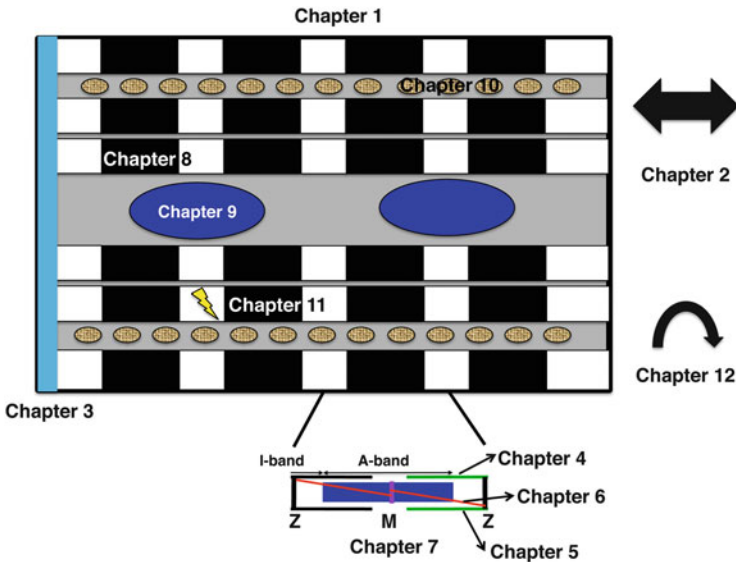 Chapter 1
Chapter 10
Chapter 8
Chapter 2
Chapter 9
Chapter 11
Chapter 12
Chapter 3
I-band A-band
Chapter 4
Chapter 6
Z M Z
Chapter 7
Chapter 5